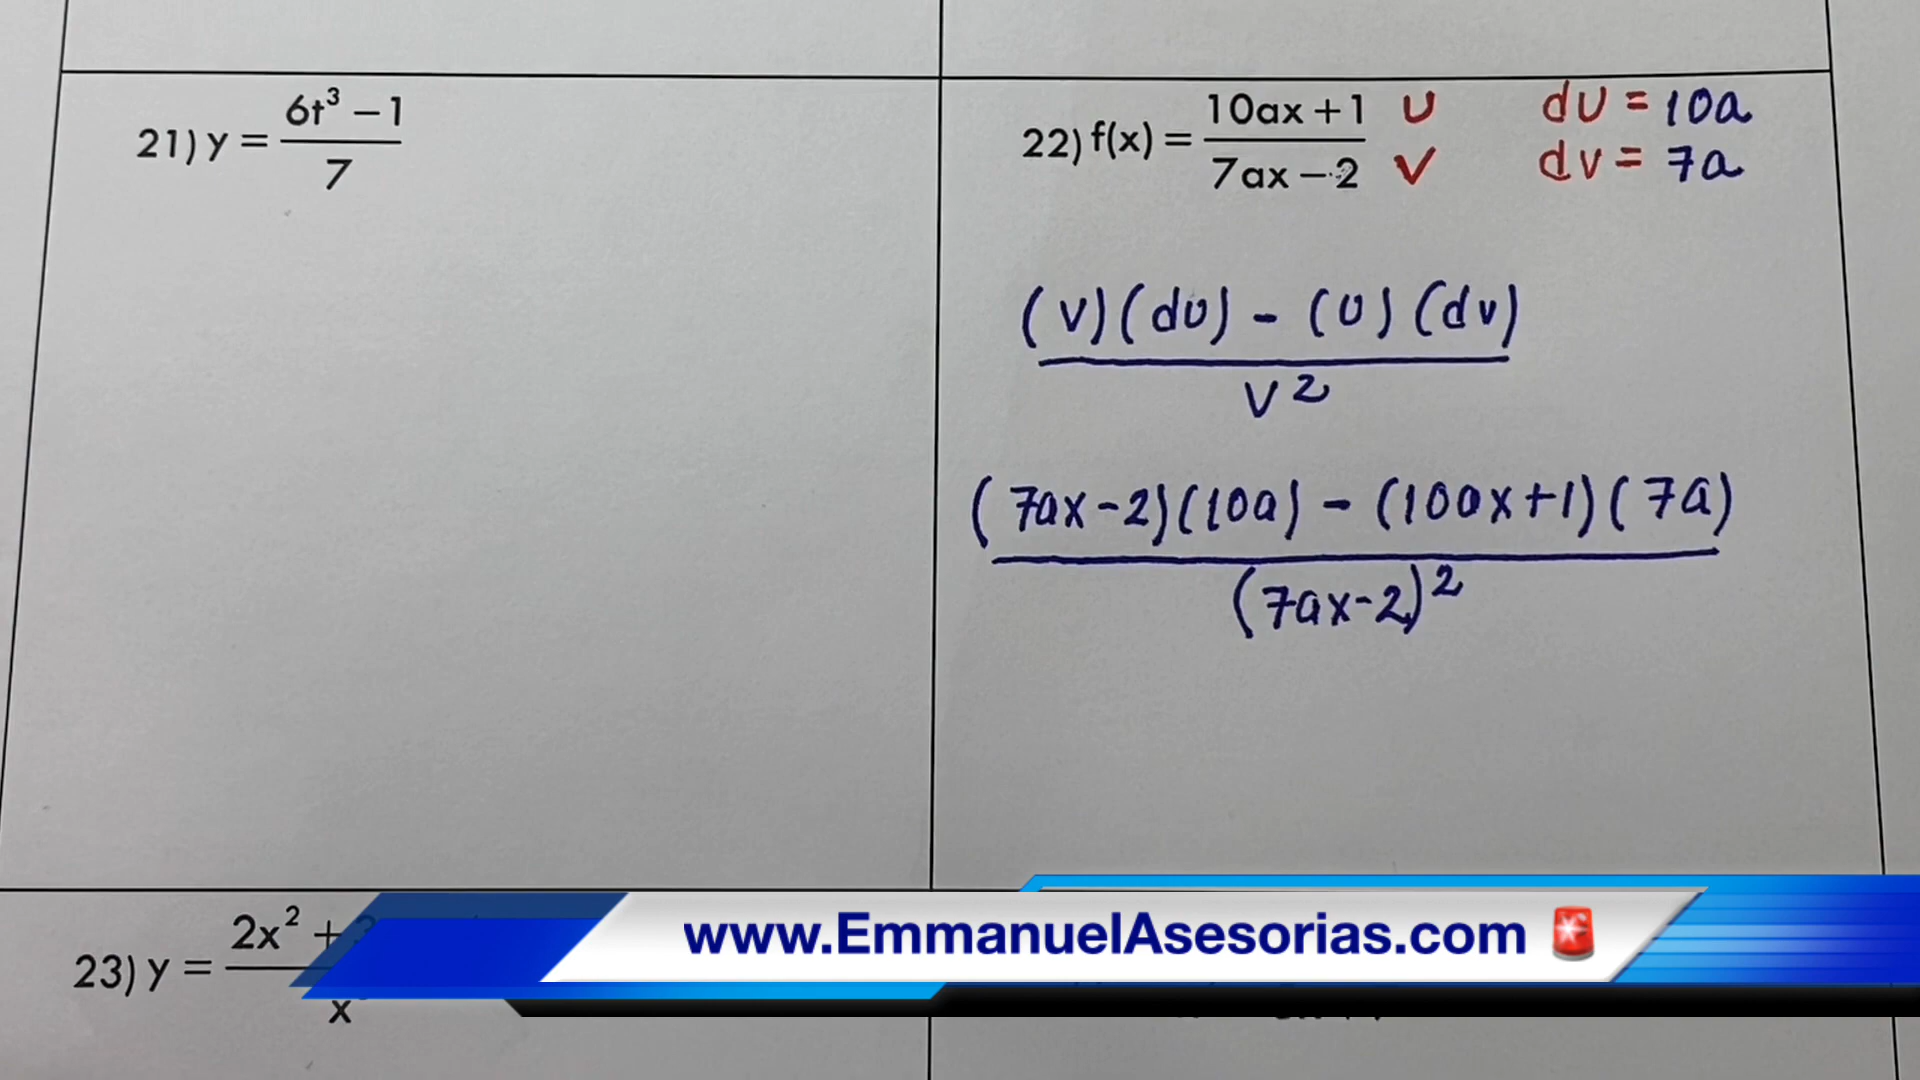 21) y = 6t³ – 1
7
22) f(x) = 10ax + 1 U du = 10a
7ax – 2 V dv = 7a
(v)(du) - (u)(dv)
v²
(7ax-2)(10a) - (10ax+1)(7a)
(7ax-2)²
23) y = 2x² +
x
www.EmmanuelAsesorias.com